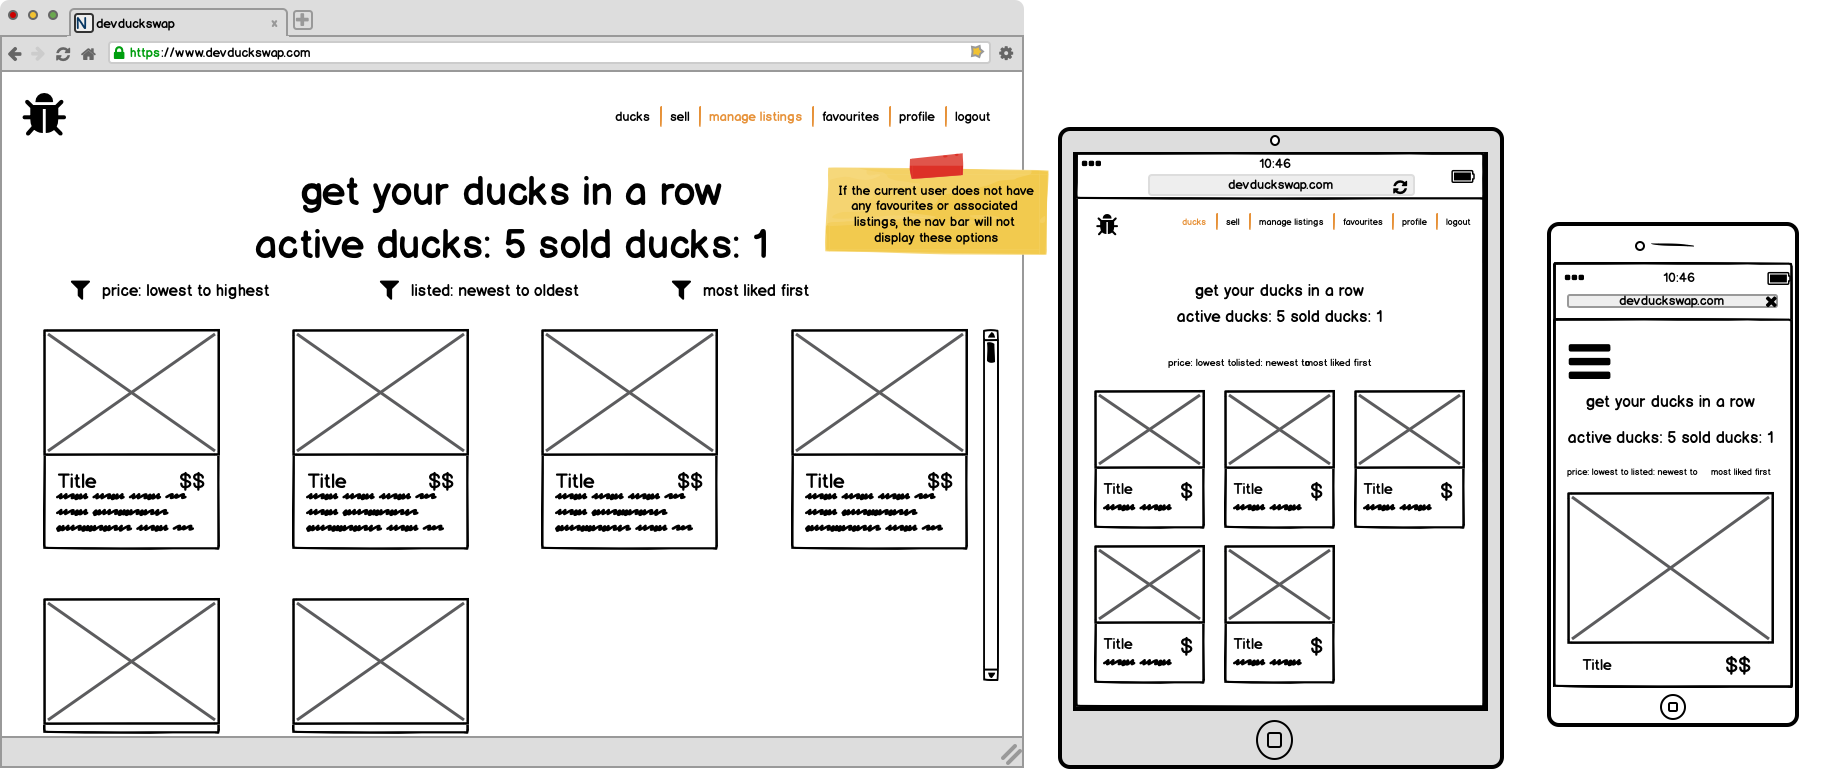 N devduckswap x
https://www.devduckswap.com
ducks sell manage listings favourites profile logout
get your ducks in a row
active ducks: 5 sold ducks: 1
If the current user does not have
any favourites or associated
listings, the nav bar will not
display these options
price: lowest to highest listed: newest to oldest most liked first
Title $$ Title $$ Title $$ Title $$
10:46
devduckswap.com
ducks sell manage listings favourites profile logout
get your ducks in a row
active ducks: 5 sold ducks: 1
price: lowest to listed: newest to most liked first
Title $ Title $ Title $
Title $ Title $
10:46
devduckswap.com
get your ducks in a row
active ducks: 5 sold ducks: 1
price: lowest to listed: newest to most liked first
Title $$